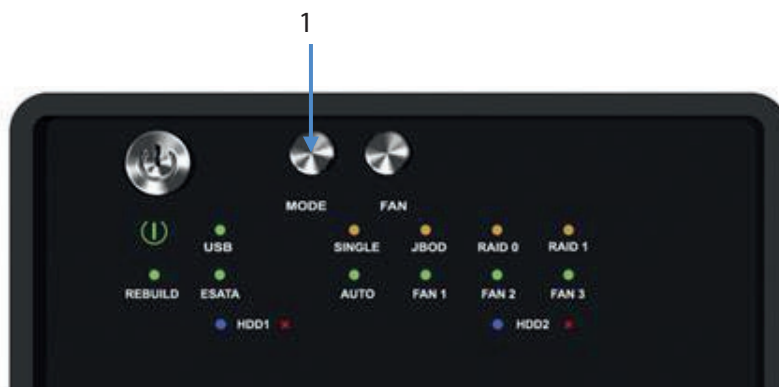 1
MODE FAN
USB SINGLE JBOD RAID 0 RAID 1
REBUILD ESATA AUTO FAN 1 FAN 2 FAN 3
HDD1 HDD2